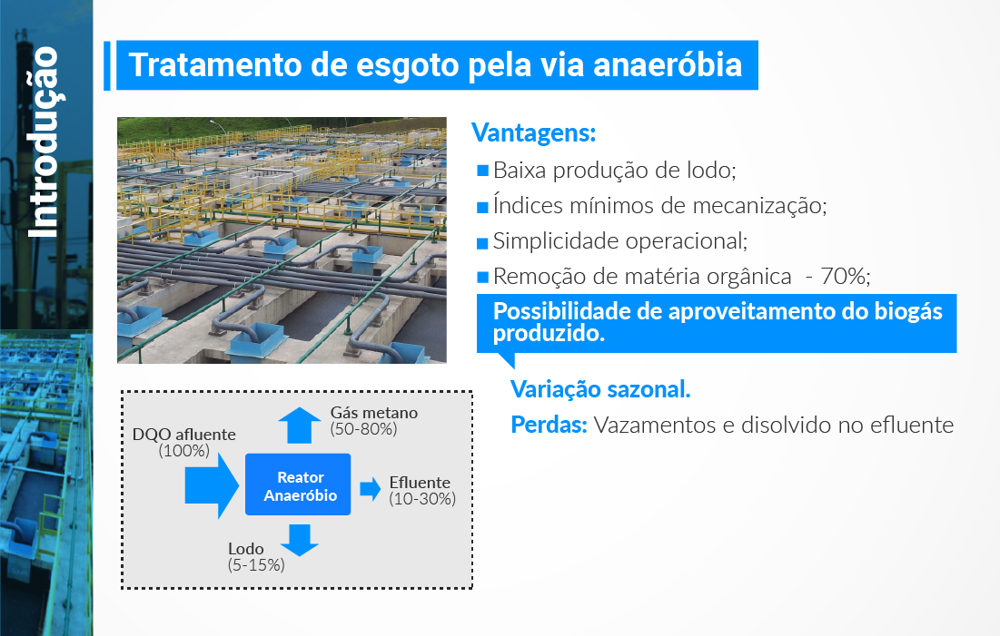 Introdução
Tratamento de esgoto pela via anaeróbia
Vantagens:
Baixa produção de lodo;
Índices mínimos de mecanização;
Simplicidade operacional;
Remoção de matéria orgânica - 70%;
Possibilidade de aproveitamento do biogás
produzido.
Variação sazonal.
Perdas: Vazamentos e disolvido no efluente
Gás metano
(50-80%)
DQO afluente
(100%)
Reator
Anaeróbio
Efluente
(10-30%)
Lodo
(5-15%)